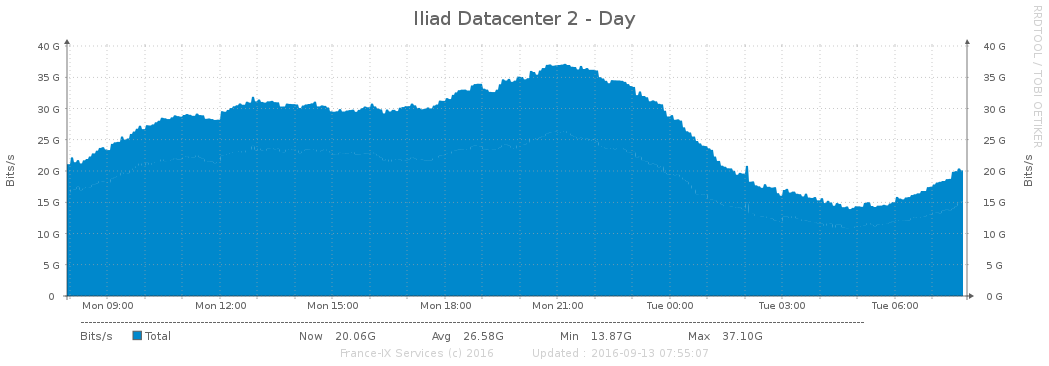 Iliad Datacenter 2 - Day
RRDTOOL / TOBI OETIKER
40 G 40 G
35 G 35 G
30 G 30 G
25 G 25 G
Bits/s Bits/s
20 G 20 G
15 G 15 G
10 G 10 G
5 G 5 G
0 0 G
Mon 09:00 Mon 12:00 Mon 15:00 Mon 18:00 Mon 21:00 Tue 00:00 Tue 03:00 Tue 06:00
Bits/s Total Now 20.06G Avg 26.58G Min 13.87G Max 37.10G
France-IX Services (c) 2016 Updated : 2016-09-13 07:55:07